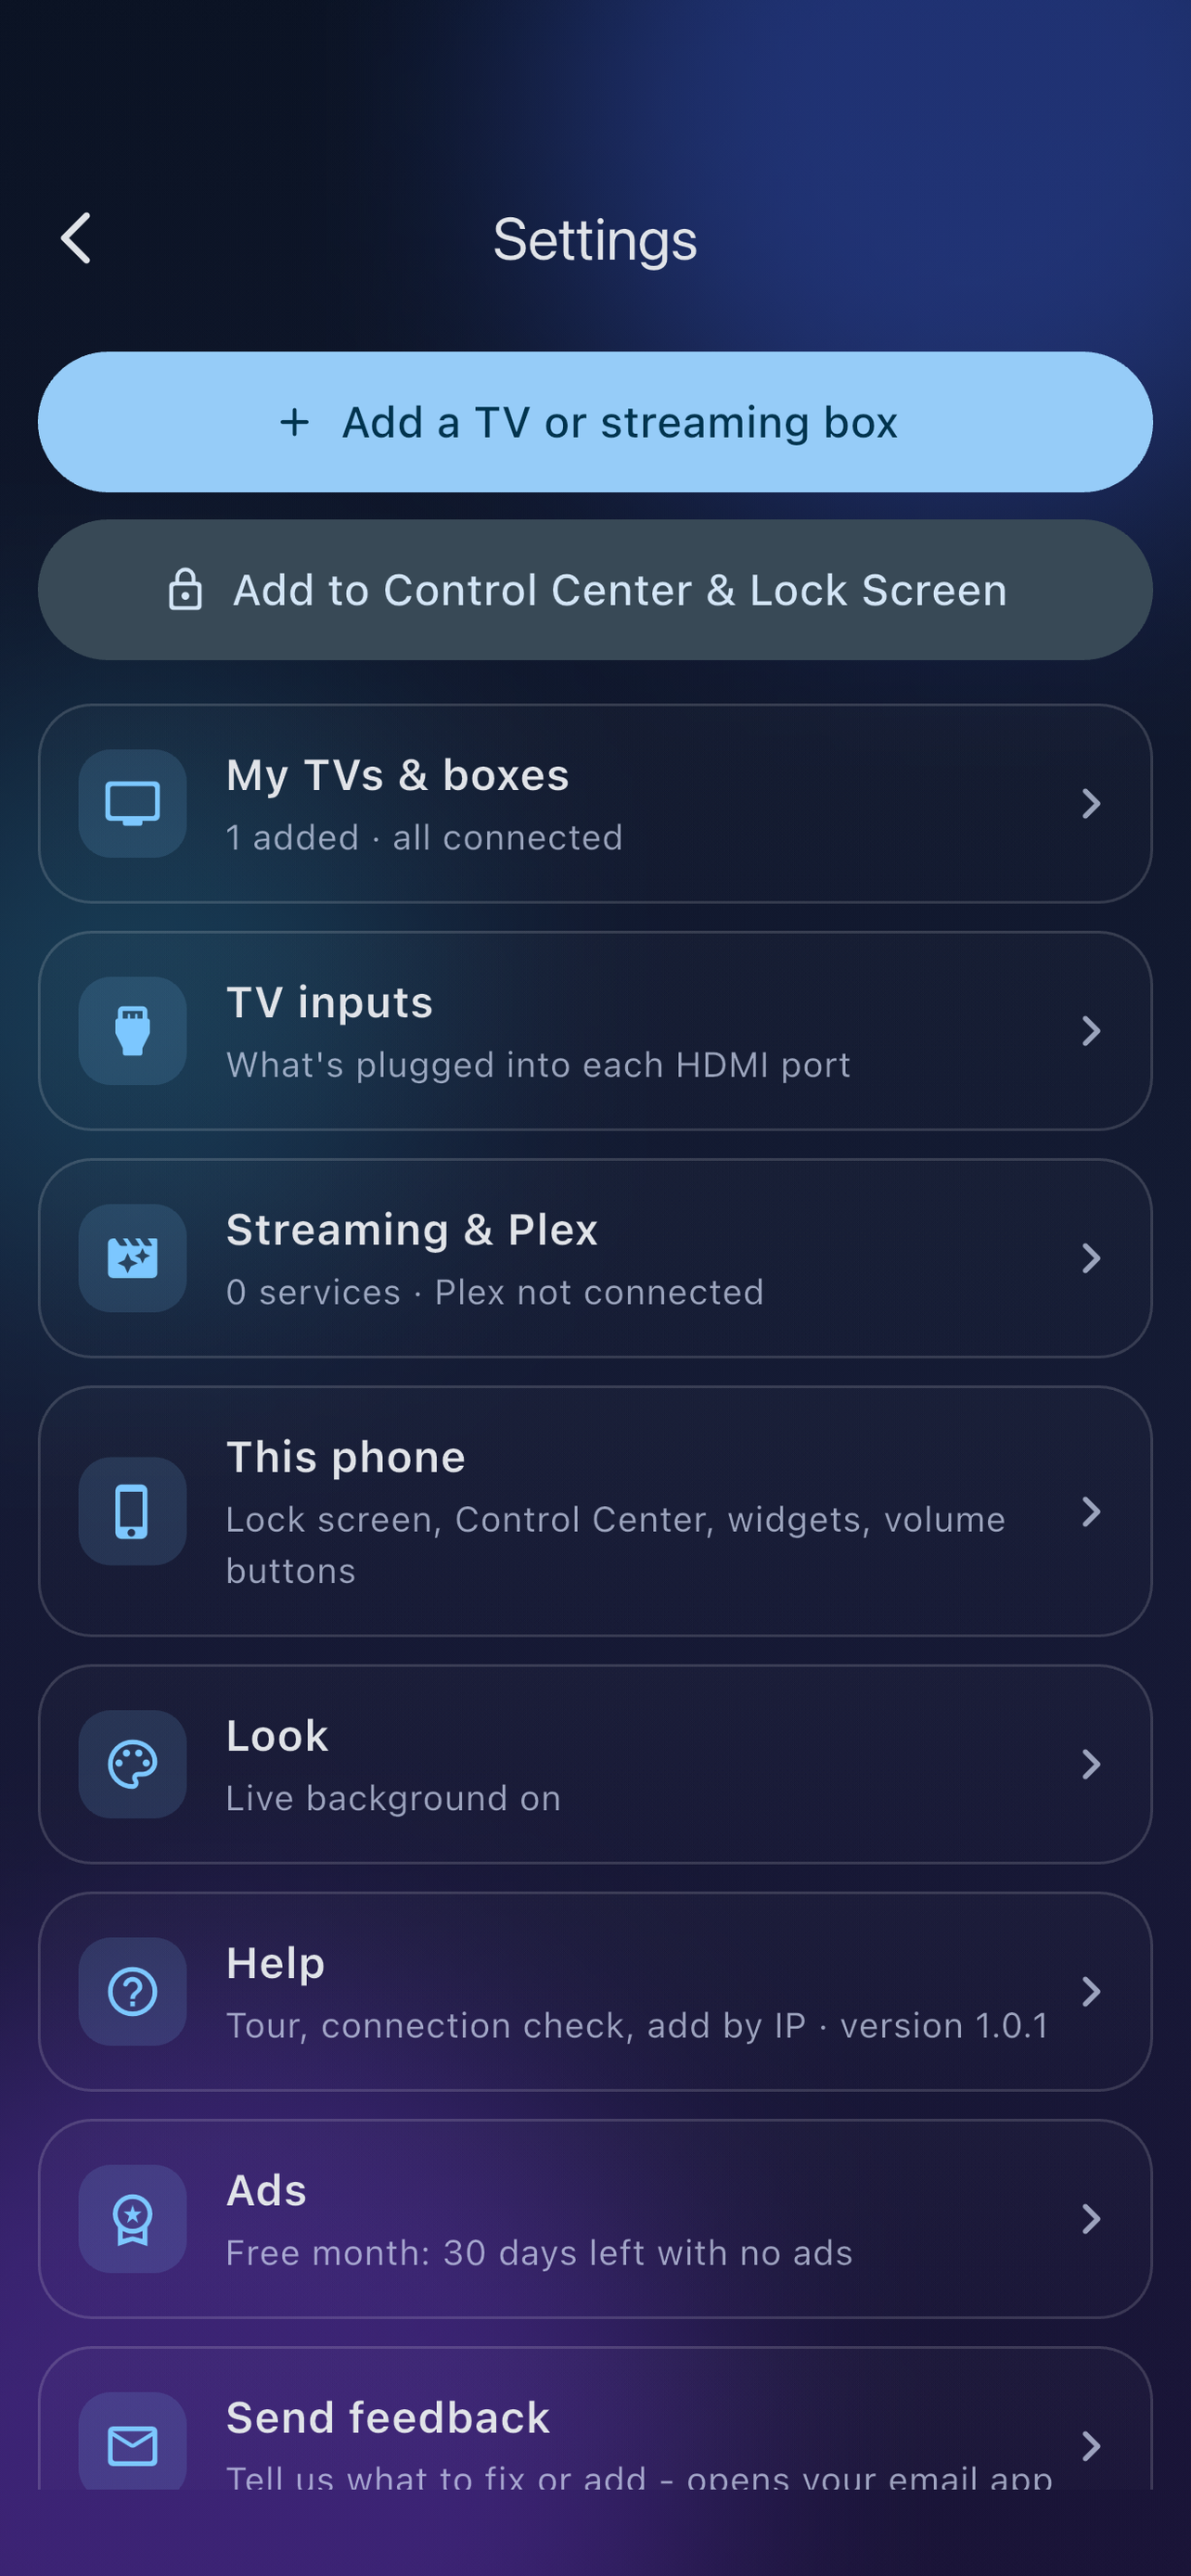 Settings
+ Add a TV or streaming box
Add to Control Center & Lock Screen
My TVs & boxes
1 added · all connected
TV inputs
What's plugged into each HDMI port
Streaming & Plex
0 services · Plex not connected
This phone
Lock screen, Control Center, widgets, volume
buttons
Look
Live background on
Help
Tour, connection check, add by IP · version 1.0.1
Ads
Free month: 30 days left with no ads
Send feedback
Tell us what to fix or add - opens your email app